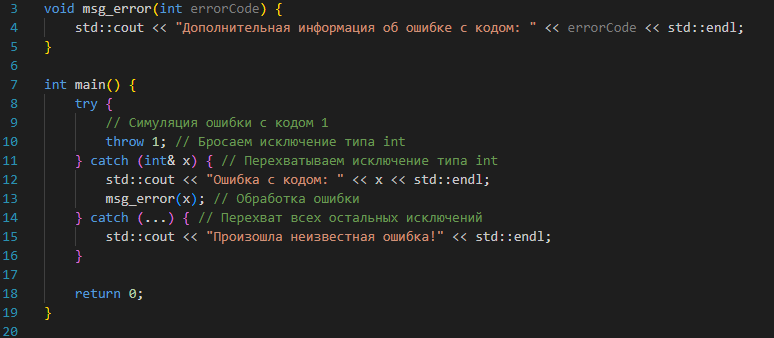 3 void msg_error(int errorCode) {
4     std::cout << "Дополнительная информация об ошибке с кодом: " << errorCode << std::endl;
5 }
6
7 int main() {
8     try {
9         // Симуляция ошибки с кодом 1
10         throw 1; // Бросаем исключение типа int
11     } catch (int& x) { // Перехватываем исключение типа int
12         std::cout << "Ошибка с кодом: " << x << std::endl;
13         msg_error(x); // Обработка ошибки
14     } catch (...) { // Перехват всех остальных исключений
15         std::cout << "Произошла неизвестная ошибка!" << std::endl;
16     }
17
18     return 0;
19 }
20